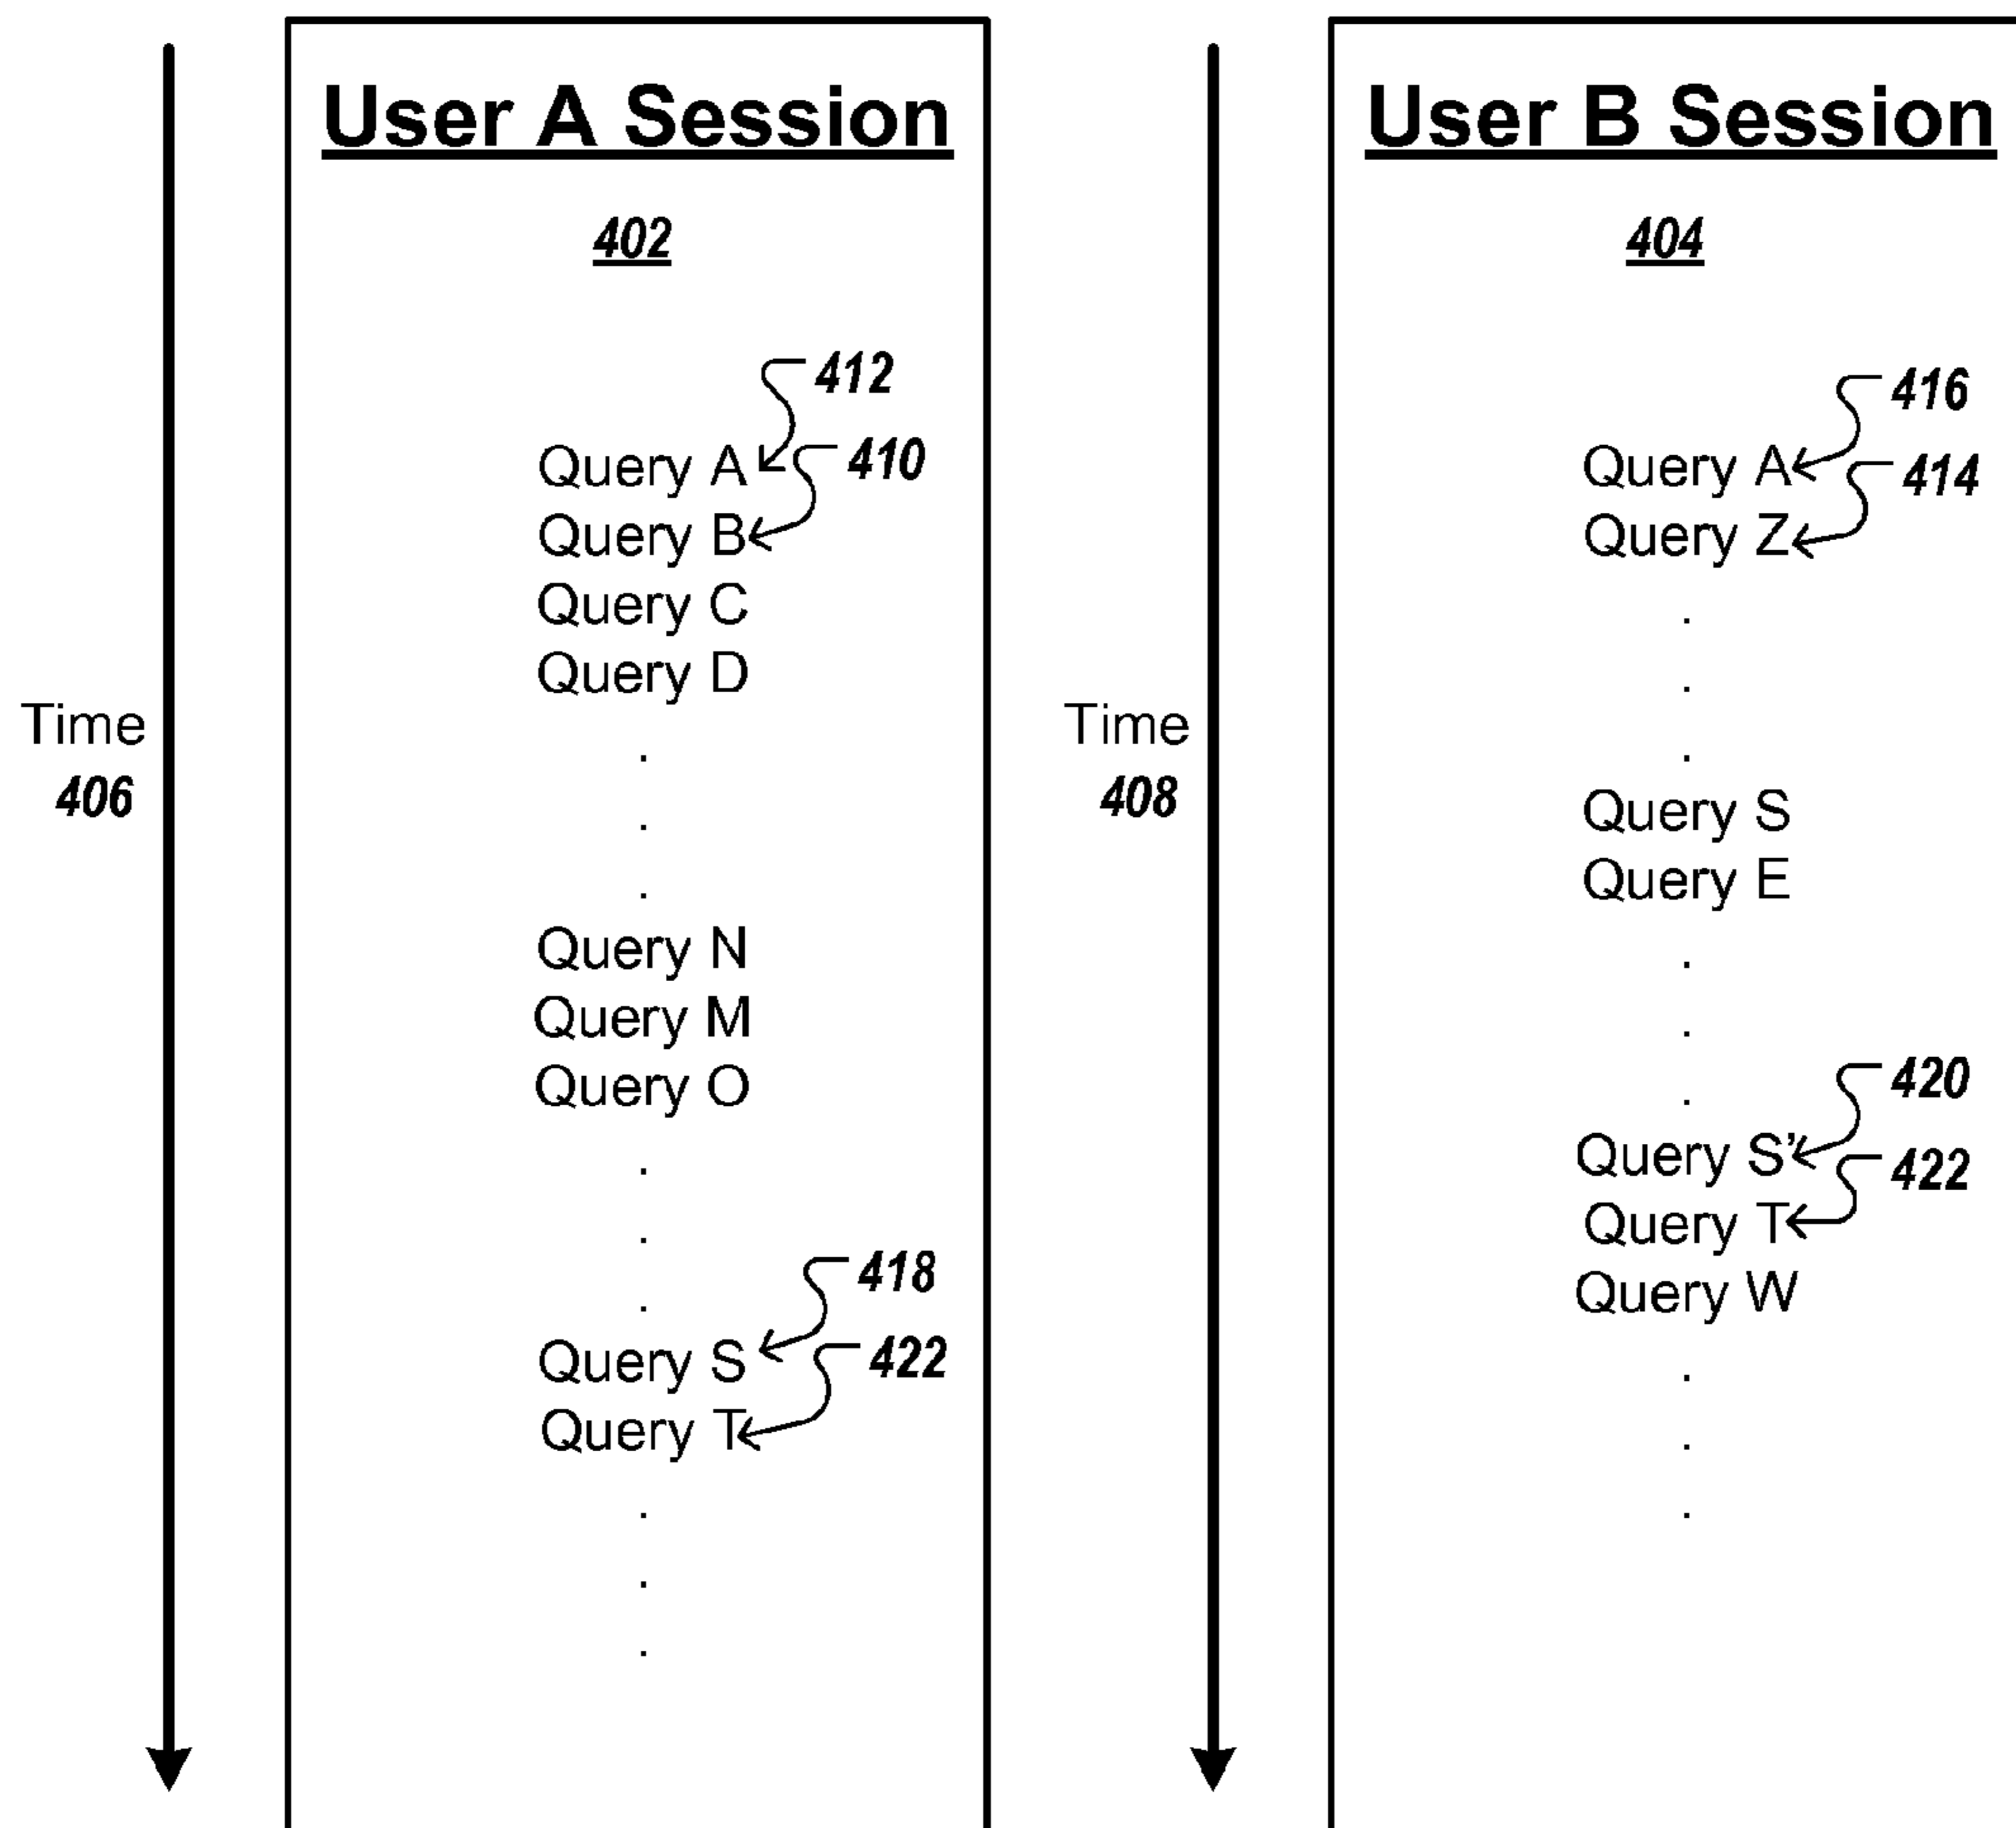 User A Session
402
412
Query A
410
Query B
Query C
Query D
Time
406
.
.
.
Query N
Query M
Query O
.
.
.
418
Query S
422
Query T
.
.
.
User B Session
404
416
Query A
414
Query Z
.
.
.
Time
408
Query S
Query E
.
.
.
420
Query S'
422
Query T
Query W
.
.
.